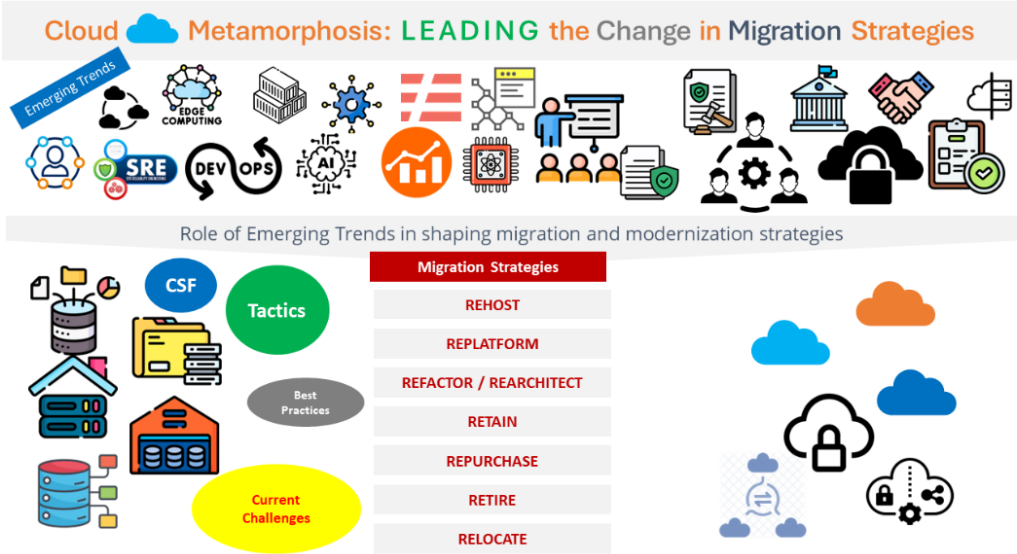 Cloud Metamorphosis: LEADING the Change in Migration Strategies
Emerging Trends
EDGE
COMPUTING
SRE
DEV OPS
AI
Role of Emerging Trends in shaping migration and modernization strategies
CSF
Tactics
Best
Practices
Current
Challenges
Migration Strategies
REHOST
REPLATFORM
REFACTOR / REARCHITECT
RETAIN
REPURCHASE
RETIRE
RELOCATE